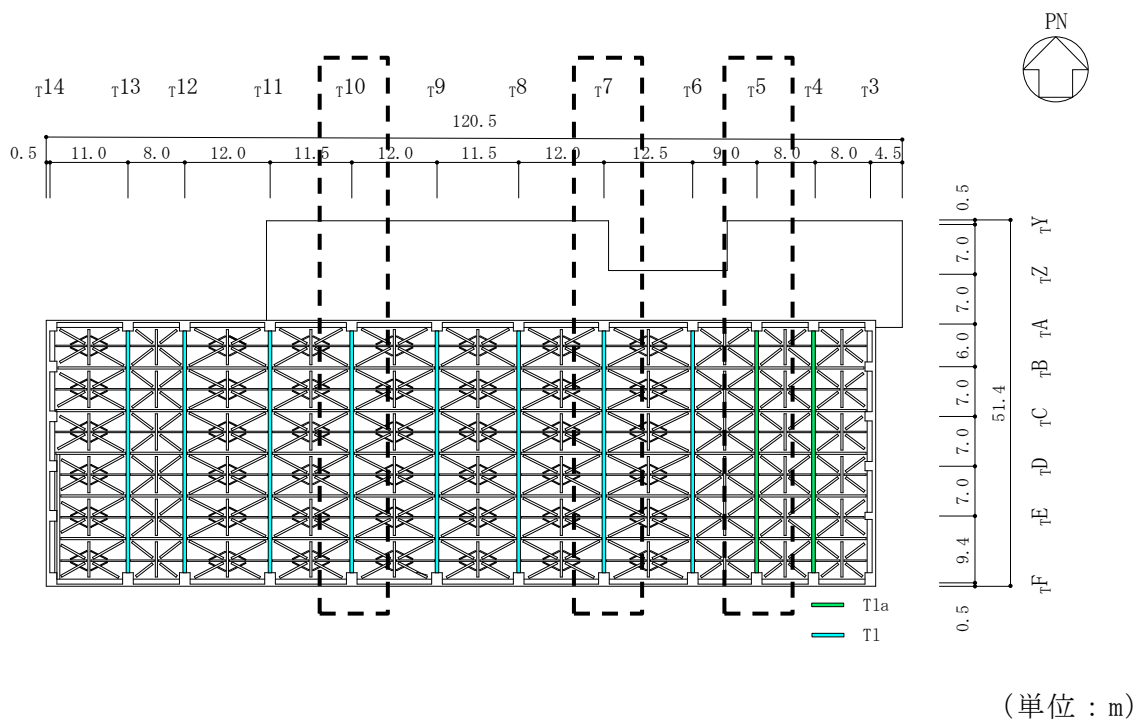 PN
T14 T13 T12 T11 T10 T9 T8 T7 T6 T5 T4 T3
120.5
0.5 11.0 8.0 12.0 11.5 12.0 11.5 12.0 12.5 9.0 8.0 8.0 4.5
0.5
7.0
7.0
6.0
7.0
7.0
7.0
9.4
0.5
51.4
TY
TZ
TA
TB
TC
TD
TE
TF
T1a
T1
(単位:m)